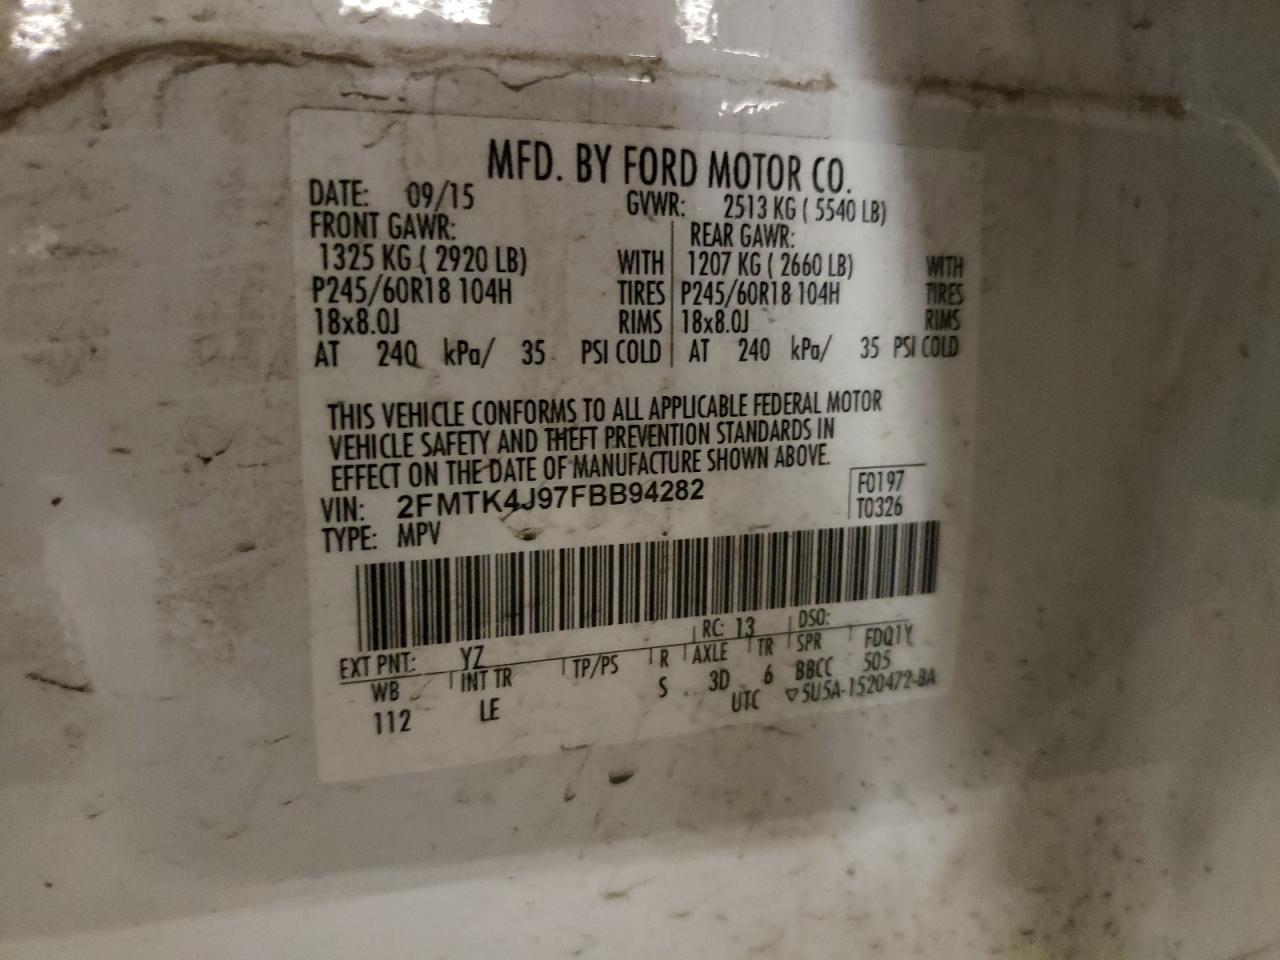 MFD. BY FORD MOTOR CO.
DATE: 09/15 GVWR: 2513 KG ( 5540 LB)
FRONT GAWR: REAR GAWR:
1325 KG ( 2920 LB) WITH 1207 KG ( 2660 LB) WITH
P245/60R18 104H TIRES P245/60R18 104H TIRES
18x8.0J RIMS 18x8.0J RIMS
AT 240 kPa/ 35 PSI COLD AT 240 kPa/ 35 PSI COLD
THIS VEHICLE CONFORMS TO ALL APPLICABLE FEDERAL MOTOR
VEHICLE SAFETY AND THEFT PREVENTION STANDARDS IN
EFFECT ON THE DATE OF MANUFACTURE SHOWN ABOVE.
VIN: 2FMTK4J97FBB94282 F0197
TYPE: MPV T0326
EXT PNT: YZ RC: 13 DSO:
WB INT TR TP/PS R AXLE TR SPR FDQ1Y
112 LE S 3D 6 BBCC 505
UTC ▽5U5A-1520472-BA